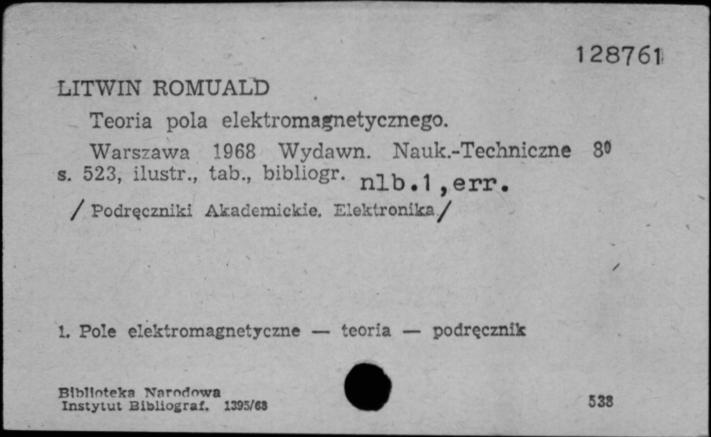 128761
LITWIN ROMUALD
Teoria pola elektromagnetycznego.
Warszawa 1968 Wydawn. Nauk.-Techniczne 8⁰
s. 523, ilustr., tab., bibliogr. nlb.1,err.
/ Podręczniki Akademickie. Elektronika /
1. Pole elektromagnetyczne — teoria — podręcznik
Biblioteka Narodowa
Instytut Bibliograf. 1395/68
538